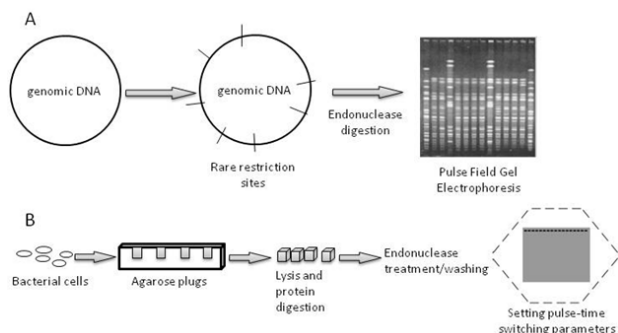 A
genomic DNA
genomic DNA
Endonuclease
digestion
Rare restriction
sites
Pulse Field Gel
Electrophoresis
B
Bacterial cells
Agarose plugs
Lysis and
protein
digestion
Endonuclease
treatment/washing
Setting pulse-time
switching parameters